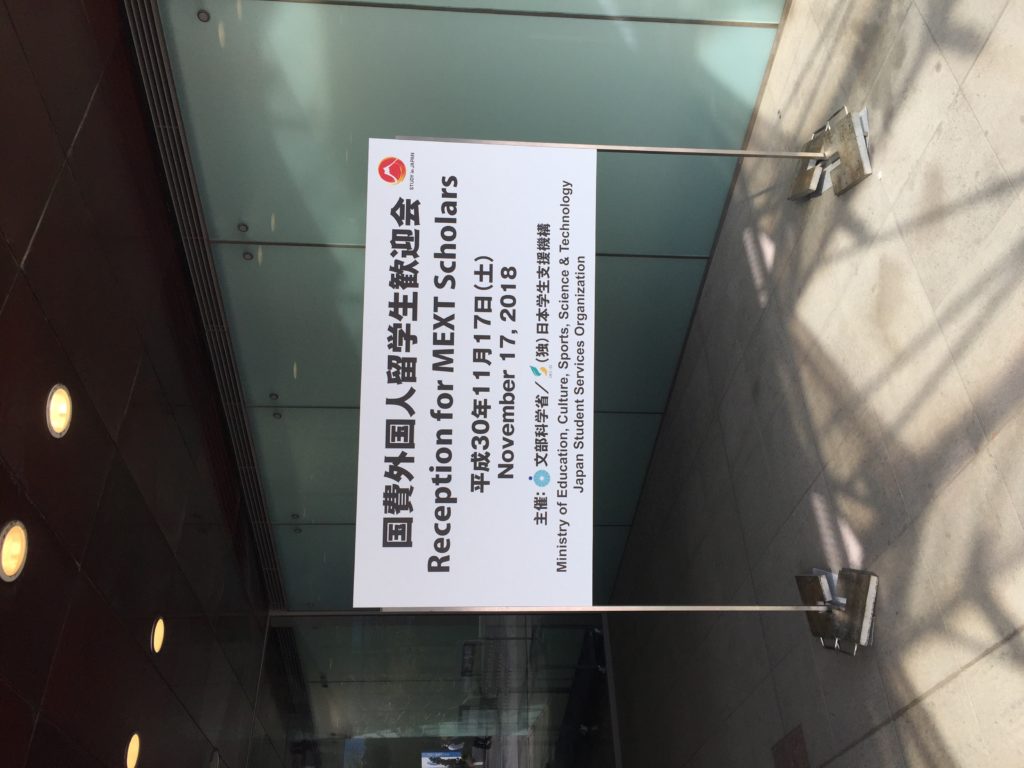 STUDY in JAPAN
国費外国人留学生歓迎会
Reception for MEXT Scholars
平成30年11月17日(土)
November 17, 2018
主催: 文部科学省/(独)日本学生支援機構
Ministry of Education, Culture, Sports, Science & Technology
Japan Student Services Organization